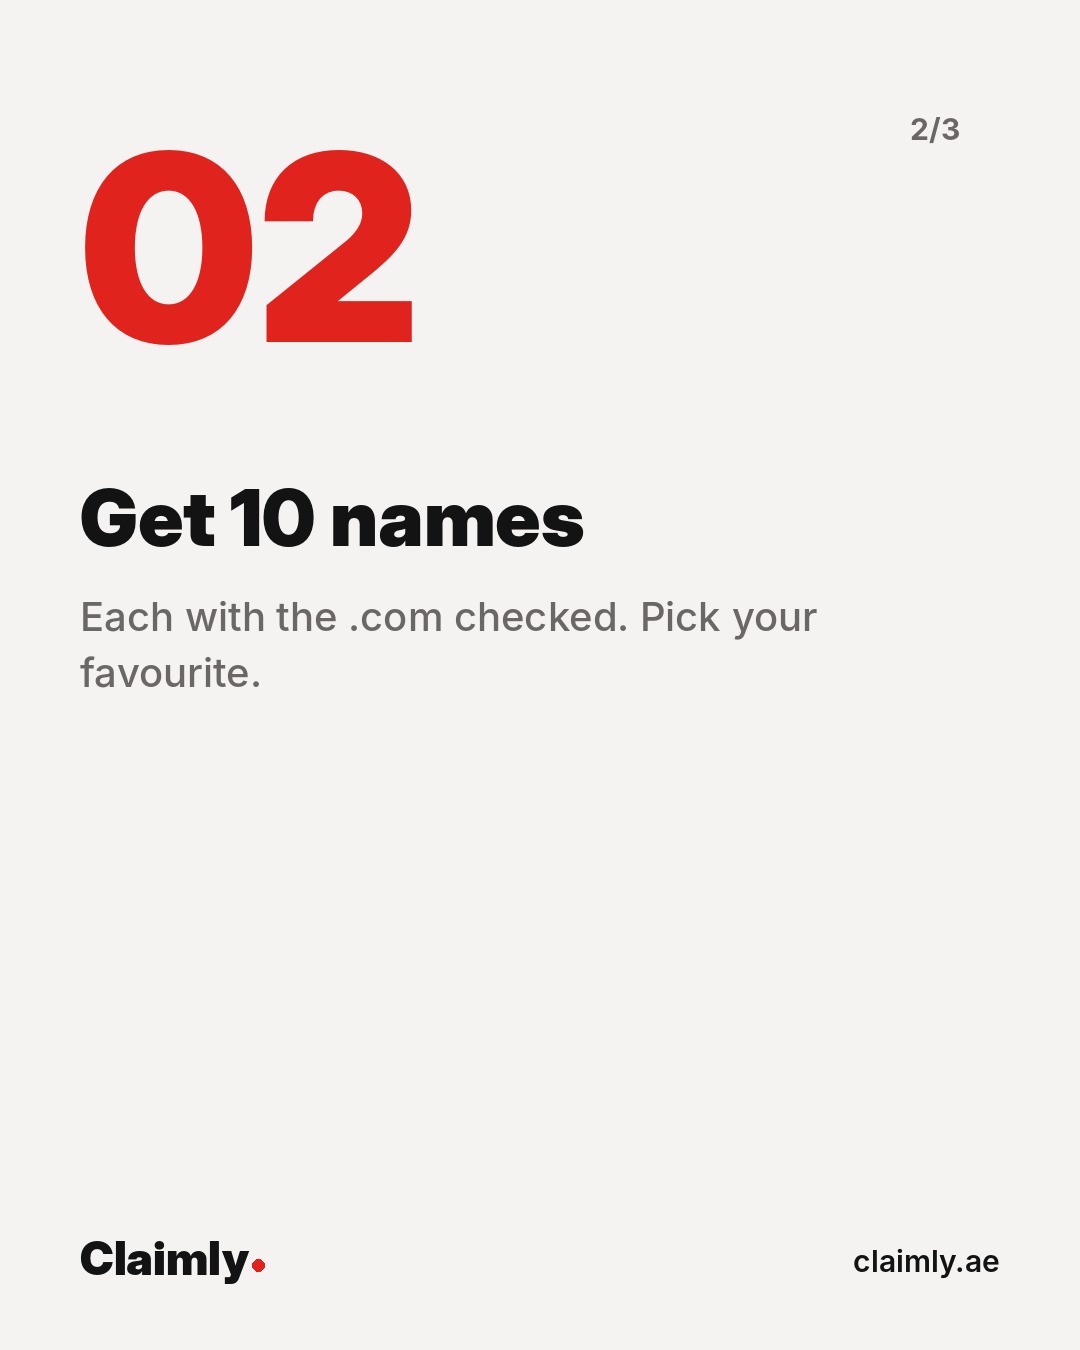 2/3
02
Get 10 names
Each with the .com checked. Pick your
favourite.
Claimly.
claimly.ae